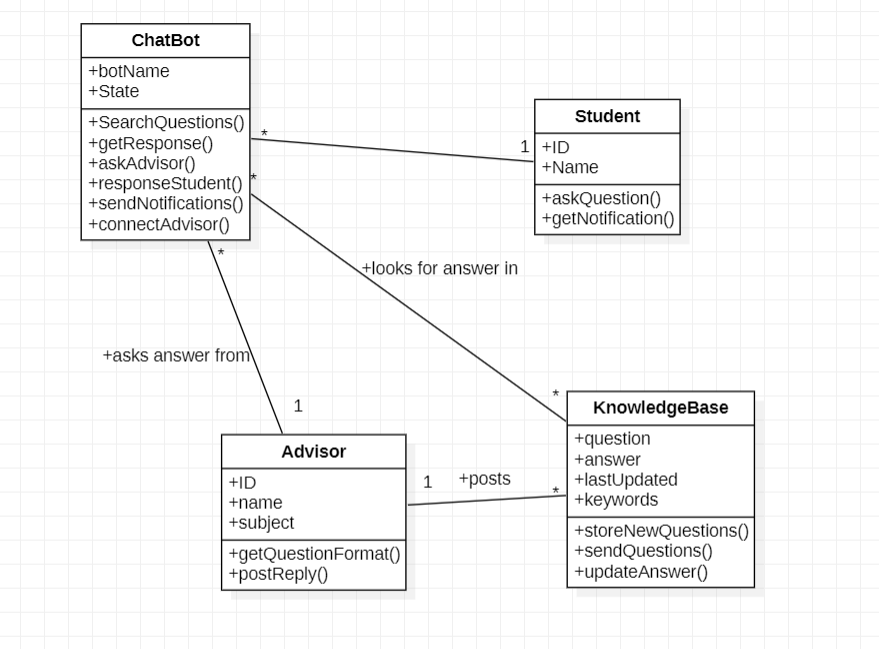 ChatBot
+botName
+State
+SearchQuestions()
+getResponse()
+askAdvisor()
+responseStudent()
+sendNotifications()
+connectAdvisor()
*
1
Student
+ID
+Name
+askQuestion()
+getNotification()
*
+looks for answer in
*
*
+asks answer from
1
Advisor
+ID
+name
+subject
+getQuestionFormat()
+postReply()
1
+posts
*
KnowledgeBase
+question
+answer
+lastUpdated
+keywords
+storeNewQuestions()
+sendQuestions()
+updateAnswer()